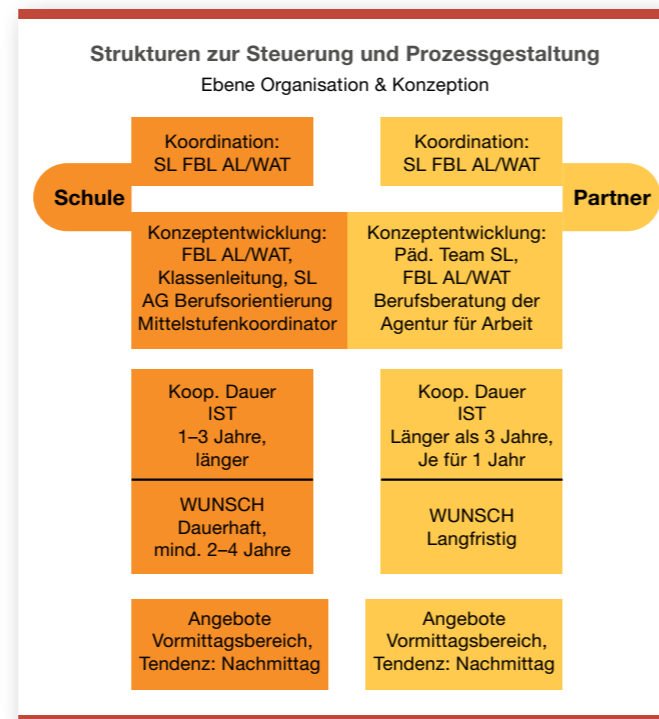 Strukturen zur Steuerung und Prozessgestaltung
Ebene Organisation & Konzeption
Koordination:
SL FBL AL/WAT
Koordination:
SL FBL AL/WAT
Schule
Partner
Konzeptentwicklung:
FBL AL/WAT,
Klassenleitung, SL
AG Berufsorientierung
Mittelstufenkoordinator
Konzeptentwicklung:
Päd. Team SL,
FBL AL/WAT
Berufsberatung der
Agentur für Arbeit
Koop. Dauer
IST
1–3 Jahre,
länger
WUNSCH
Dauerhaft,
mind. 2–4 Jahre
Koop. Dauer
IST
Länger als 3 Jahre,
Je für 1 Jahr
WUNSCH
Langfristig
Angebote
Vormittagsbereich,
Tendenz: Nachmittag
Angebote
Vormittagsbereich,
Tendenz: Nachmittag